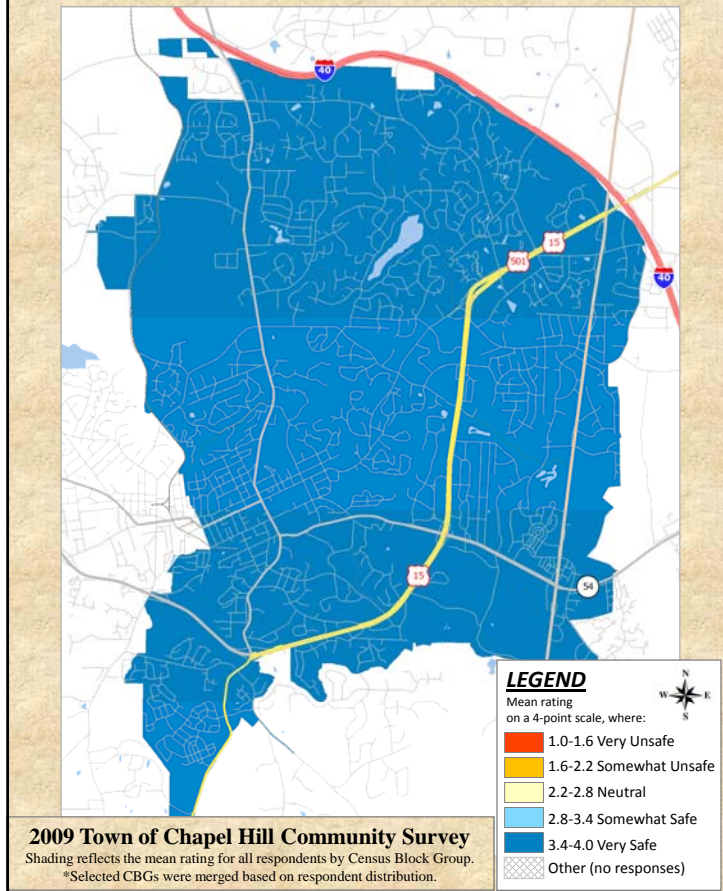 40
15
501
40
15
54
LEGEND
N
W E
S
Mean rating
on a 4-point scale, where:
1.0-1.6 Very Unsafe
1.6-2.2 Somewhat Unsafe
2.2-2.8 Neutral
2.8-3.4 Somewhat Safe
3.4-4.0 Very Safe
Other (no responses)
2009 Town of Chapel Hill Community Survey
Shading reflects the mean rating for all respondents by Census Block Group.
*Selected CBGs were merged based on respondent distribution.